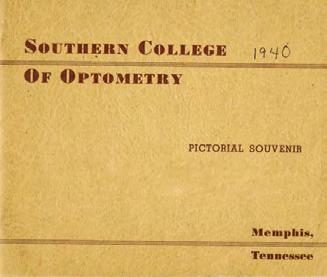 Southern College 1940
Of Optometry
PICTORIAL SOUVENIR
Memphis,
Tennessee